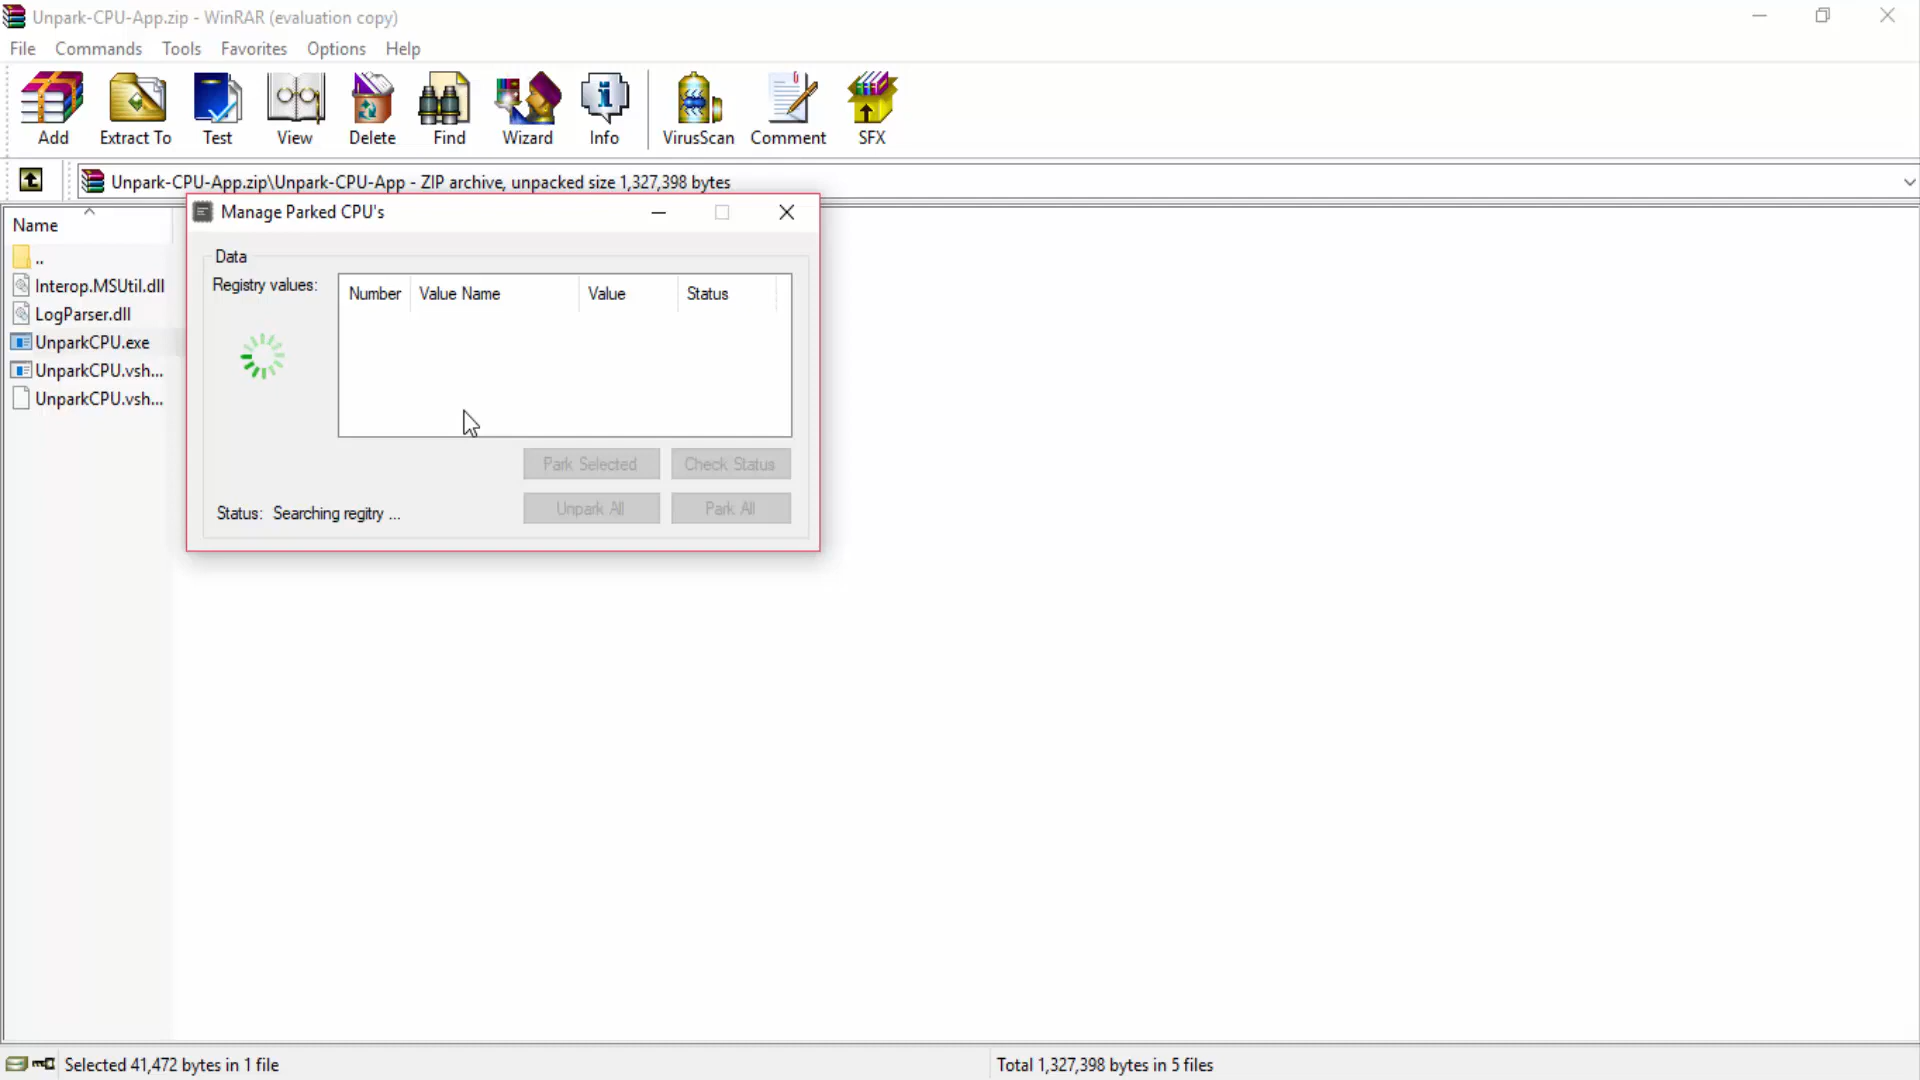 Unpark-CPU-App.zip - WinRAR (evaluation copy)
File Commands Tools Favorites Options Help
Add Extract To Test View Delete Find Wizard Info VirusScan Comment SFX
Unpark-CPU-App.zip\Unpark-CPU-App - ZIP archive, unpacked size 1,327,398 bytes
Name
..
Interop.MSUtil.dll
LogParser.dll
UnparkCPU.exe
UnparkCPU.vsh...
UnparkCPU.vsh...
Manage Parked CPU's
Data
Registry values:
Number Value Name Value Status
Park Selected Check Status
Unpark All Park All
Status: Searching regitry ...
Selected 41,472 bytes in 1 file
Total 1,327,398 bytes in 5 files